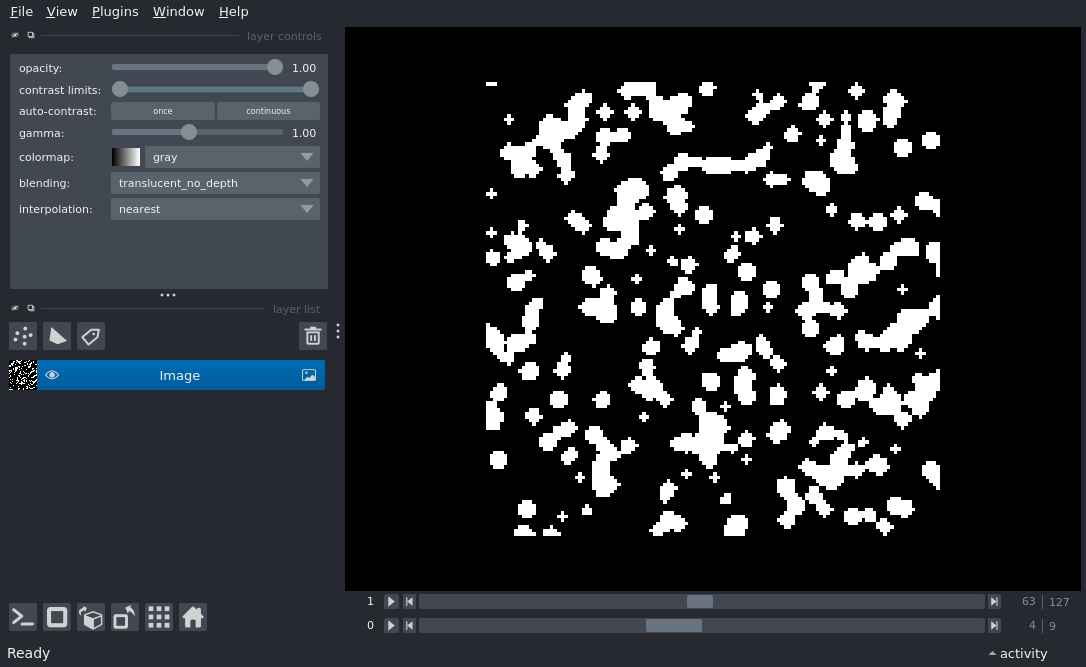 File View Plugins Window Help
layer controls
opacity: 1.00
contrast limits:
auto-contrast: once continuous
gamma: 1.00
colormap: gray
blending: translucent_no_depth
interpolation: nearest
layer list
Image
1 63 127
0 4 9
Ready activity